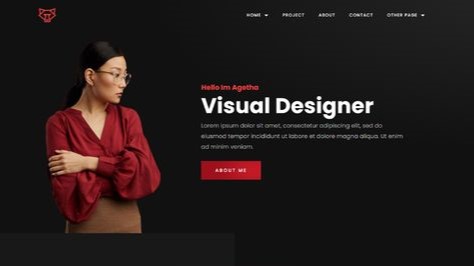 HOME
PROJECT
ABOUT
CONTACT
OTHER PAGE
Hello Im Agetha
Visual Designer
Lorem ipsum dolor sit amet, consectetur adipiscing elit, sed do
eiusmod tempor incididunt ut labore et dolore magna aliqua. Ut enim
ad minim veniam.
ABOUT ME